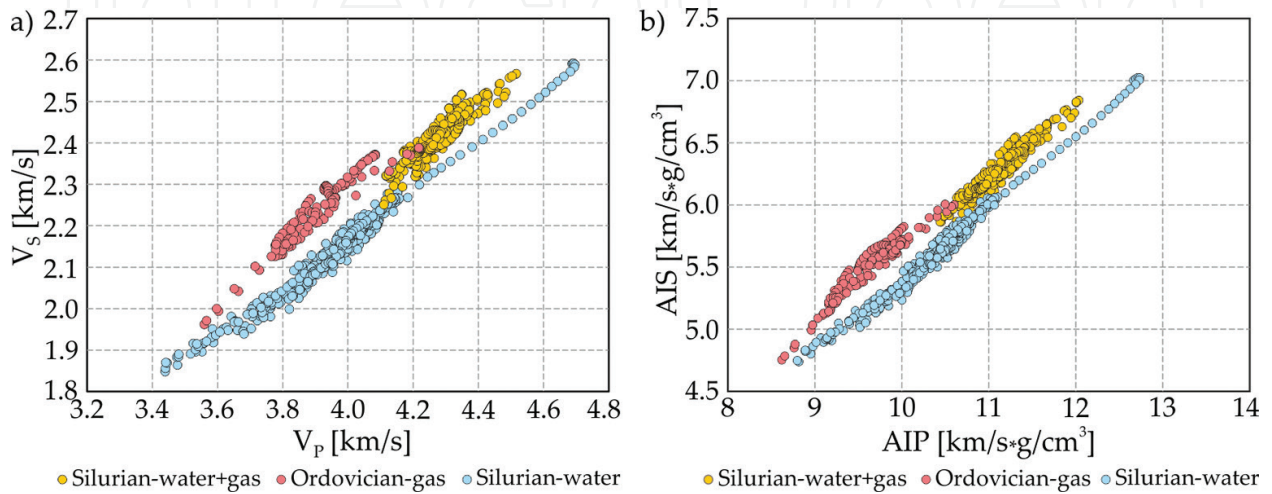 a)
2.7
2.6
2.5
2.4
2.3
2.2
2.1
2.0
1.9
1.8
V_S [km/s]
3.2 3.4 3.6 3.8 4.0 4.2 4.4 4.6 4.8
V_P [km/s]
Silurian-water+gas Ordovician-gas Silurian-water
b)
7.0
6.5
6.0
5.5
5.0
4.5
AIS [km/s*g/cm³]
8 9 10 11 12 13 14
AIP [km/s*g/cm³]
Silurian-water+gas Ordovician-gas Silurian-water